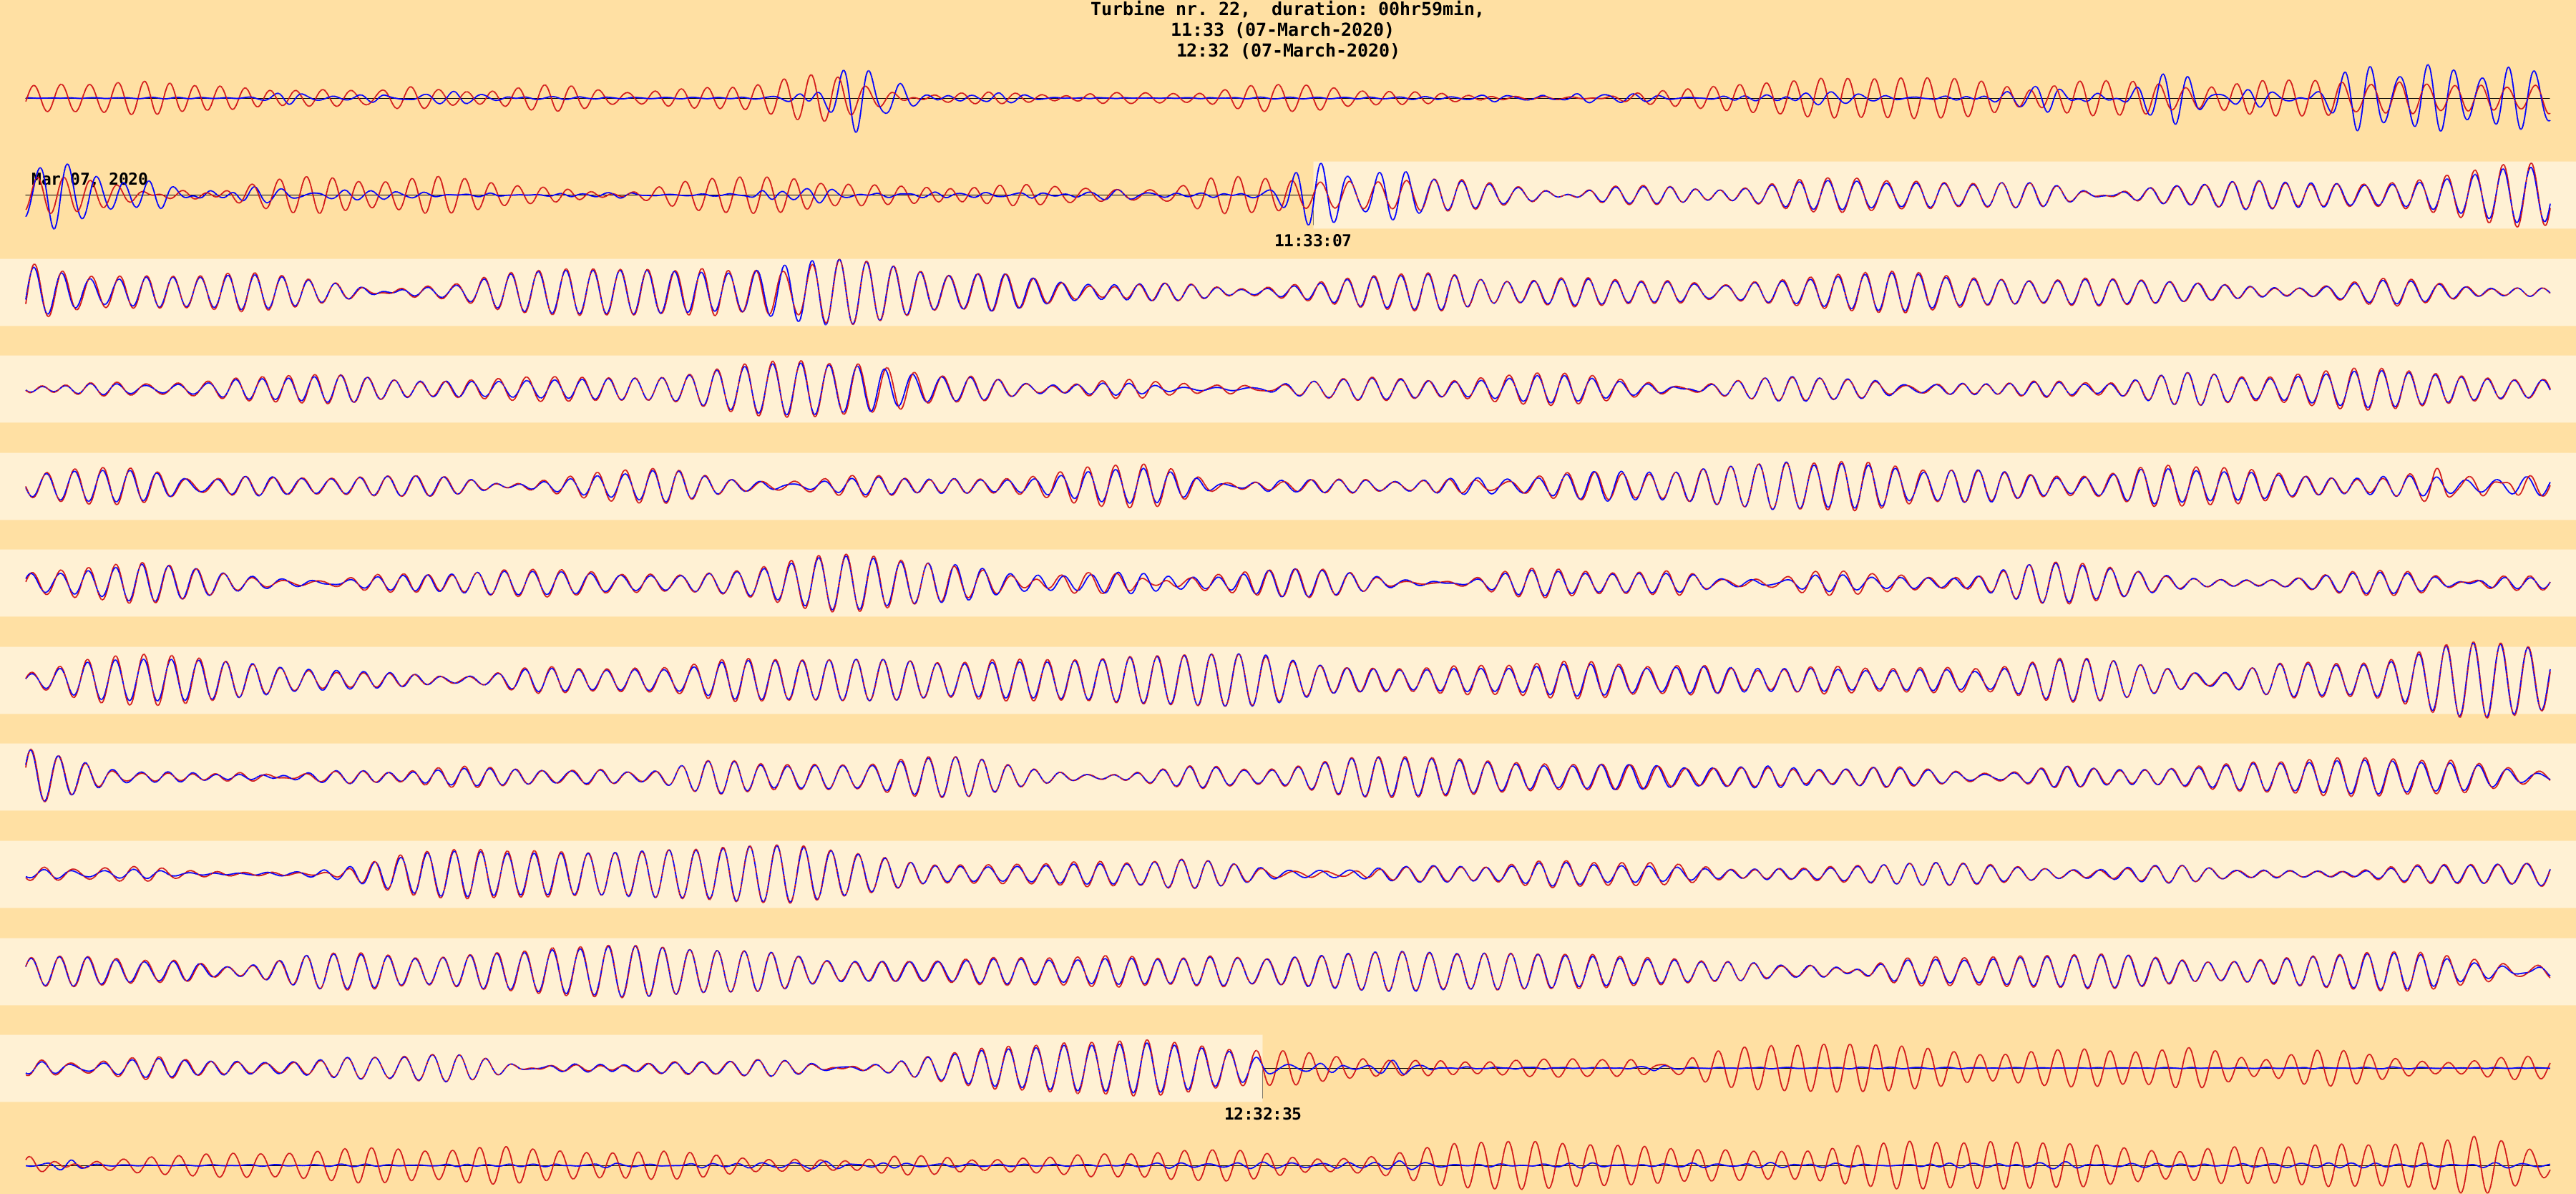 Turbine nr. 22,  duration: 00hr59min,
11:33 (07-March-2020)
12:32 (07-March-2020)
Mar 07, 2020
11:33:07
12:32:35